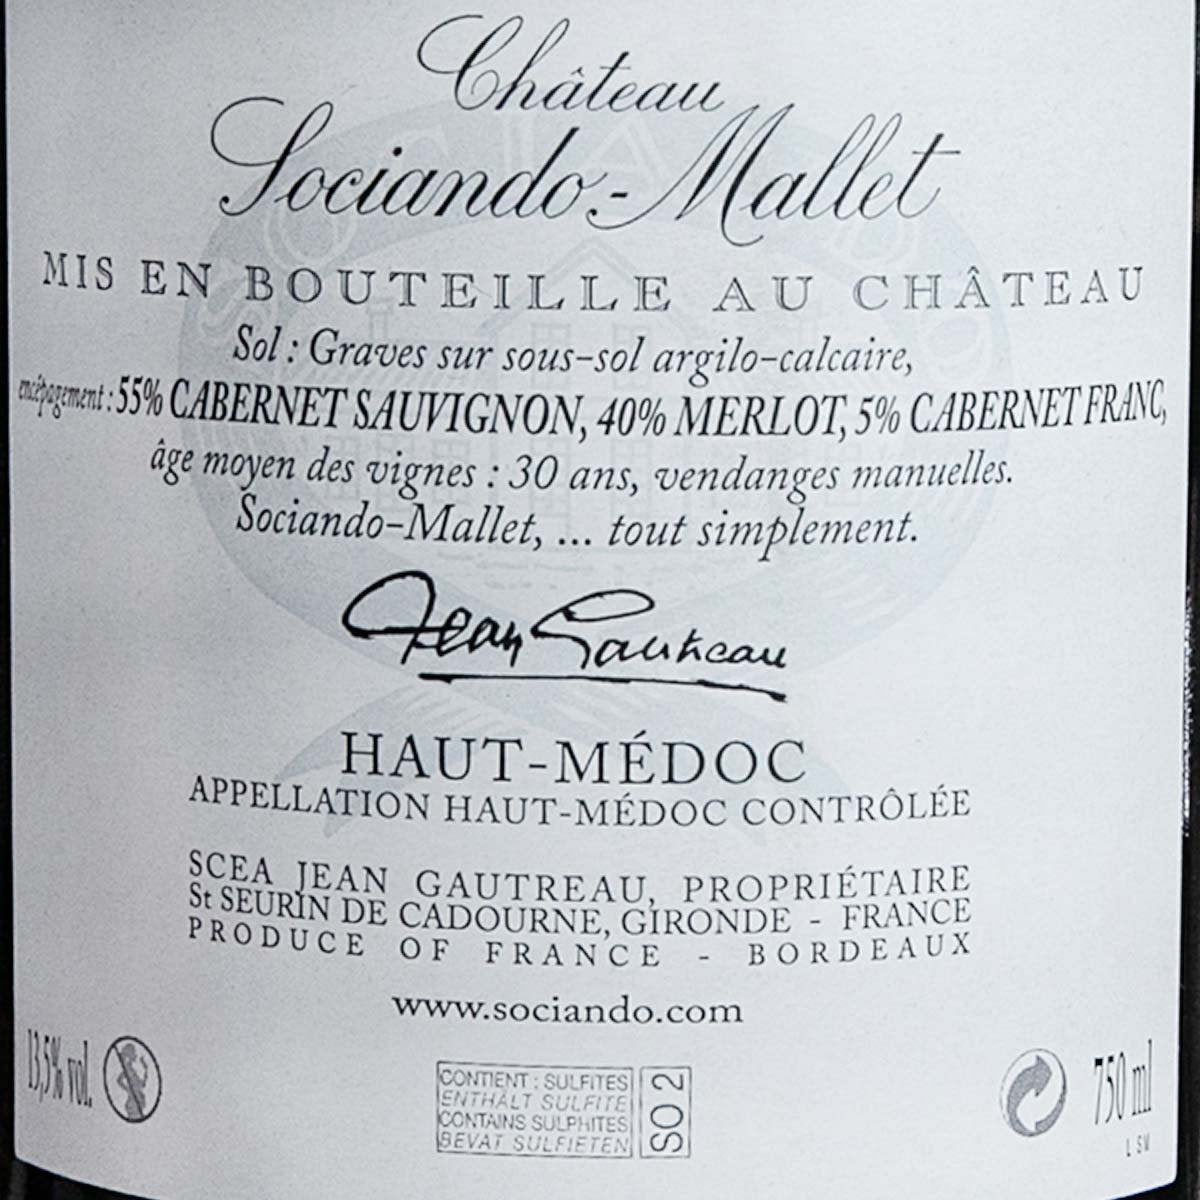 Château
Sociando-Mallet
MIS EN BOUTEILLE AU CHÂTEAU
Sol : Graves sur sous-sol argilo-calcaire,
encépagement : 55% CABERNET SAUVIGNON, 40% MERLOT, 5% CABERNET FRANC,
âge moyen des vignes : 30 ans, vendanges manuelles.
Sociando-Mallet, ... tout simplement.
Jean Gautreau
HAUT-MÉDOC
APPELLATION HAUT-MÉDOC CONTRÔLÉE
SCEA JEAN GAUTREAU, PROPRIÉTAIRE
St SEURIN DE CADOURNE, GIRONDE - FRANCE
PRODUCE OF FRANCE - BORDEAUX
www.sociando.com
13,5% vol.
CONTIENT : SULFITES
ENTHÄLT SULFITE
CONTAINS SULPHITES
BEVAT SULFIETEN
SO2
750 ml
L SM